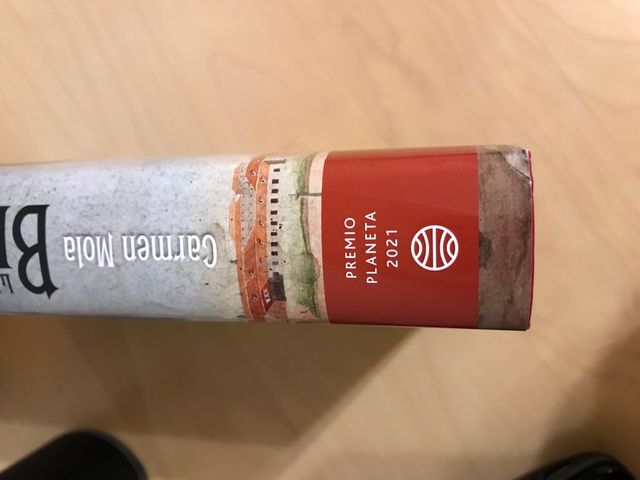 Carmen Mola
PREMIO
PLANETA
2021